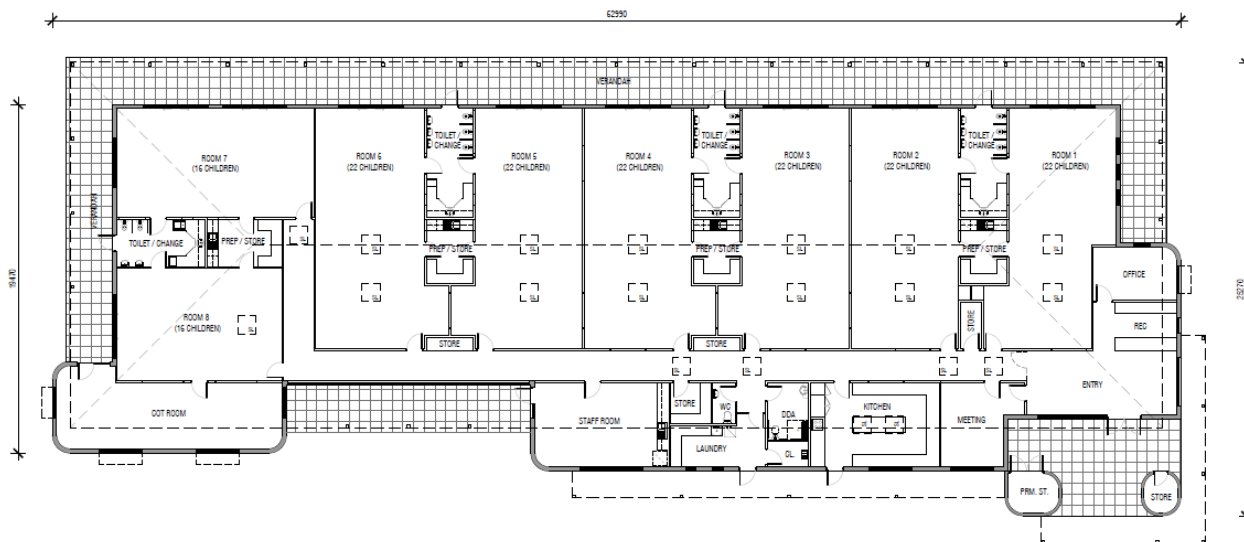 62990
VERANDAH
TOILET /
CHANGE
TOILET /
CHANGE
TOILET /
CHANGE
ROOM 7
(16 CHILDREN)
ROOM 6
(22 CHILDREN)
ROOM 5
(22 CHILDREN)
ROOM 4
(22 CHILDREN)
ROOM 3
(22 CHILDREN)
ROOM 2
(22 CHILDREN)
ROOM 1
(22 CHILDREN)
VERANDAH
TOILET / CHANGE
PREP / STORE
PREP / STORE
PREP / STORE
PREP / STORE
OFFICE
19470
26270
ROOM 8
(16 CHILDREN)
STORE
REC
STORE
STORE
ENTRY
COT ROOM
STAFF ROOM
STORE
WC
DDA
KITCHEN
MEETING
LAUNDRY
CL.
PRM. ST.
STORE